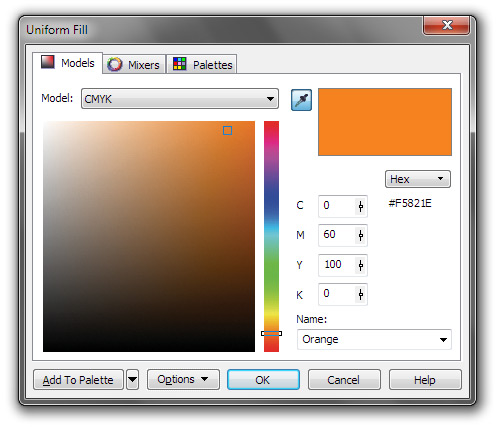 Uniform Fill
Models Mixers Palettes
Model: CMYK
Hex
C 0 #F5821E
M 60
Y 100
K 0
Name:
Orange
Add To Palette Options OK Cancel Help